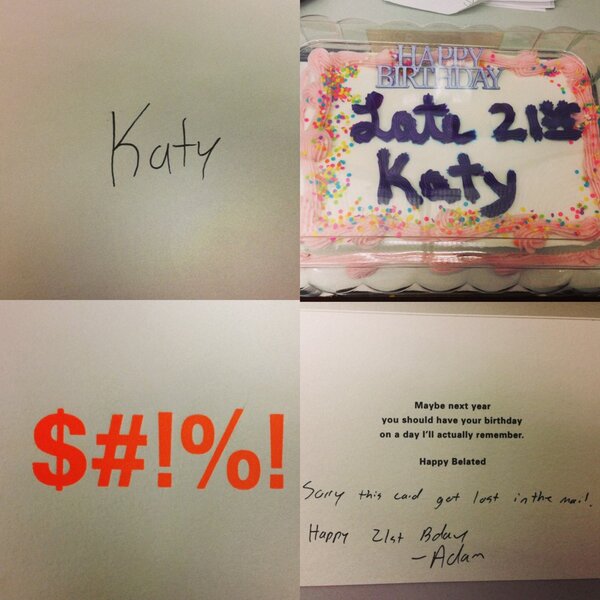 Katy
HAPPY
BIRTHDAY
Late 21st
Katy
$#!%!
Maybe next year
you should have your birthday
on a day I'll actually remember.
Happy Belated
Sorry this card got lost in the mail!
Happy 21st Bday
-Adam